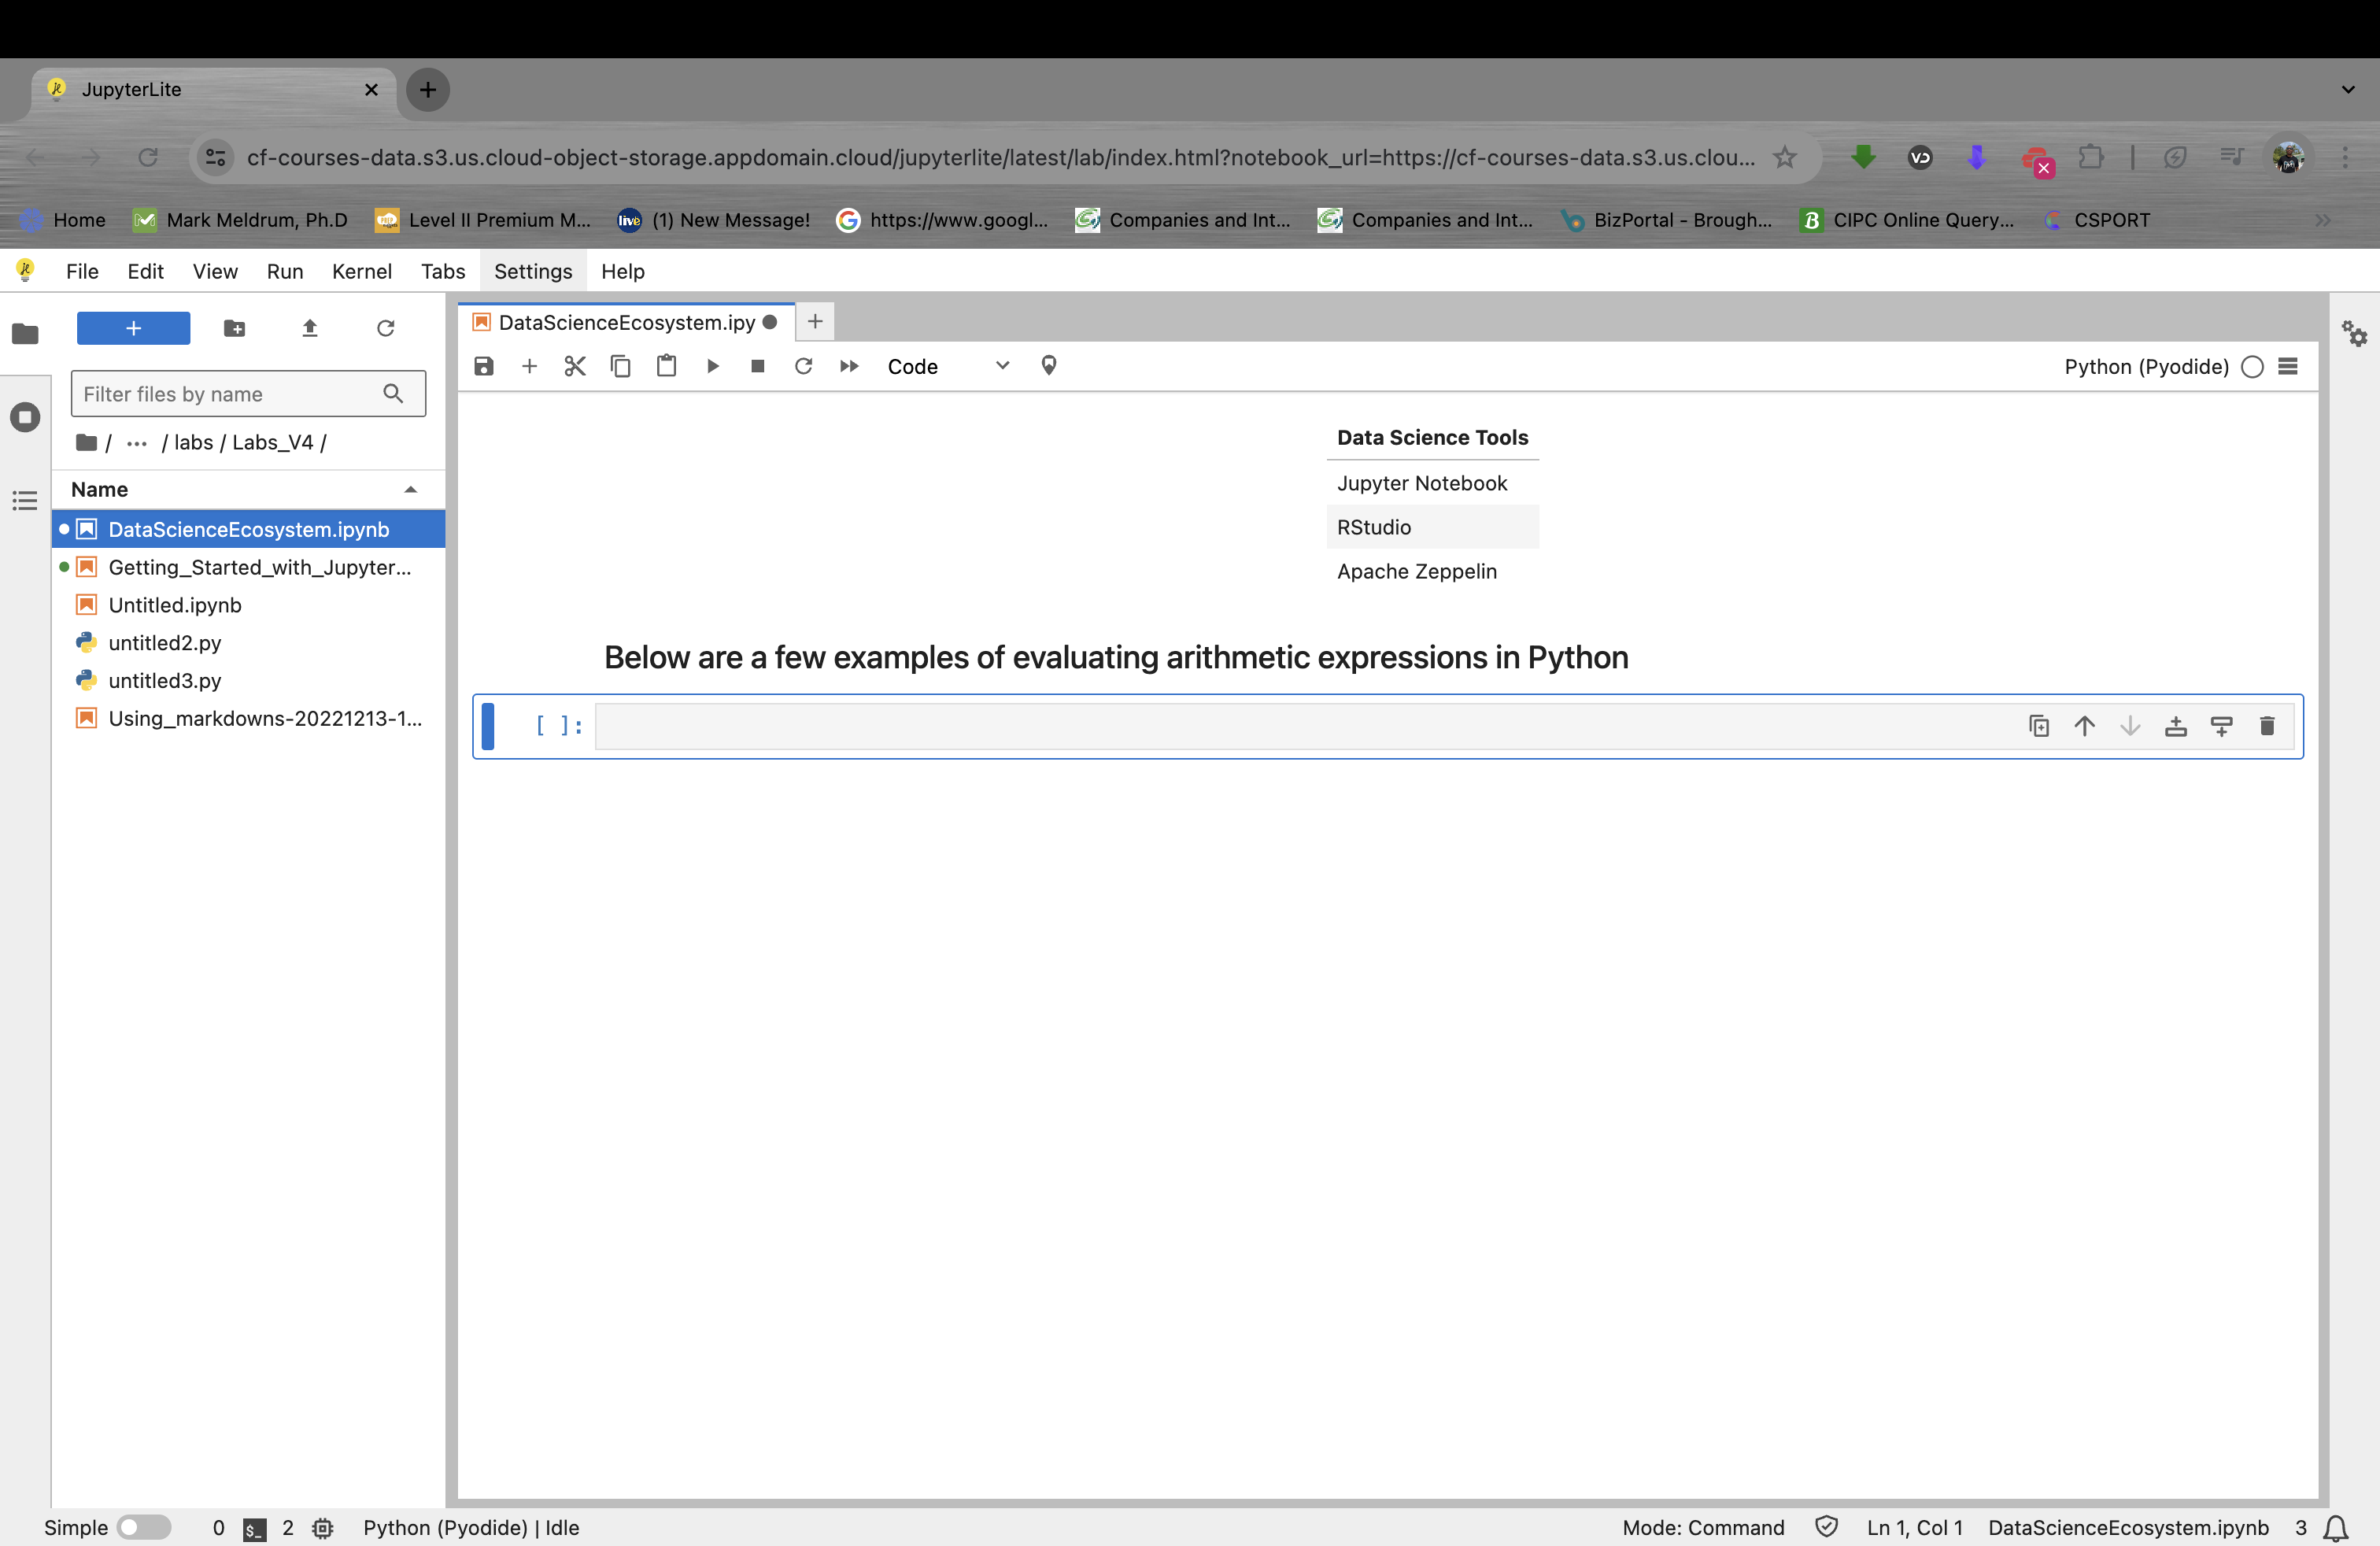 JupyterLite
cf-courses-data.s3.us.cloud-object-storage.appdomain.cloud/jupyterlite/latest/lab/index.html?notebook_url=https://cf-courses-data.s3.us.clou...
Home Mark Meldrum, Ph.D Level II Premium M... (1) New Message! https://www.googl... Companies and Int... Companies and Int... BizPortal - Brough... CIPC Online Query... CSPORT
File Edit View Run Kernel Tabs Settings Help
DataScienceEcosystem.ipy
Code Python (Pyodide)
Filter files by name
/ ... / labs / Labs_V4 /
Name
DataScienceEcosystem.ipynb
Getting_Started_with_Jupyter...
Untitled.ipynb
untitled2.py
untitled3.py
Using_markdowns-20221213-1...
Data Science Tools
Jupyter Notebook
RStudio
Apache Zeppelin
Below are a few examples of evaluating arithmetic expressions in Python
[ ]:
Simple 0 $_ 2 Python (Pyodide) | Idle Mode: Command Ln 1, Col 1 DataScienceEcosystem.ipynb 3